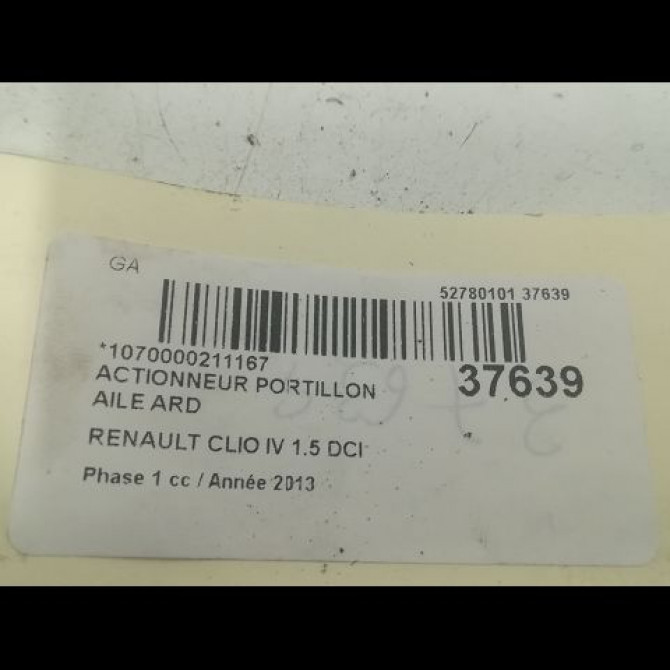 GA
52780101 37639
*1070000211167
37639
ACTIONNEUR PORTILLON
AILE ARD
RENAULT CLIO IV 1.5 DCI
Phase 1 cc / Année 2013